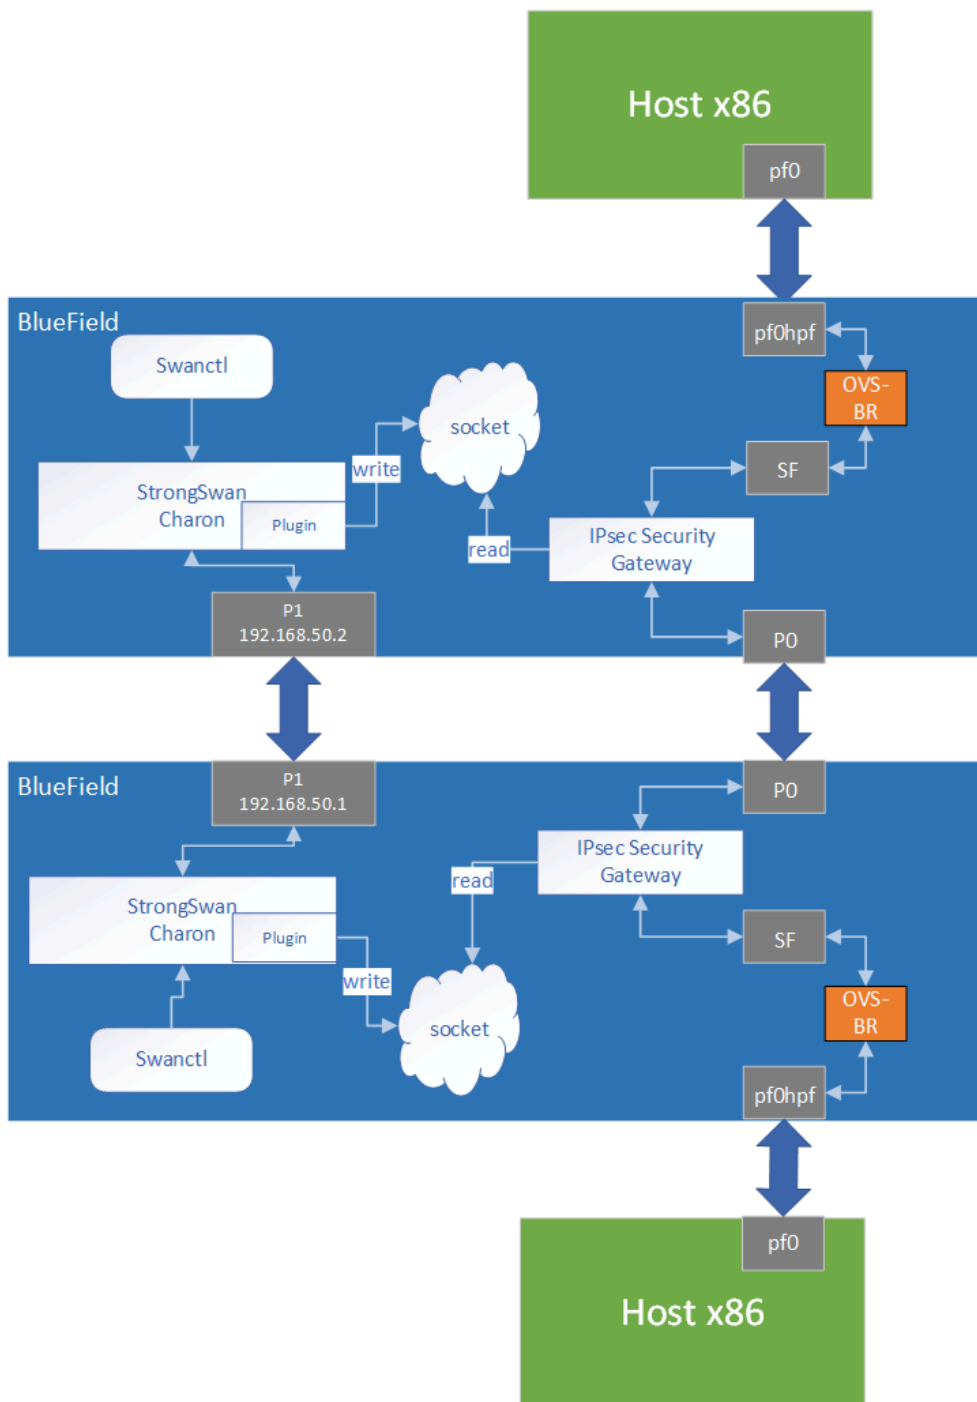 Host x86
pf0
BlueField
pf0hpf
Swanctl
OVS-
BR
socket
write
SF
StrongSwan
Charon
Plugin
IPsec Security
Gateway
read
P1
192.168.50.2
P0
BlueField
P1
192.168.50.1
P0
IPsec Security
Gateway
read
StrongSwan
Charon
Plugin
SF
write
OVS-
BR
socket
Swanctl
pf0hpf
pf0
Host x86